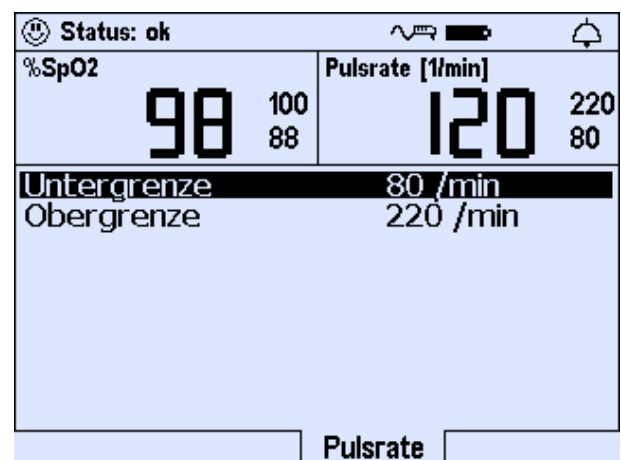 Status: ok
%SpO2
98
100
88
Pulsrate [1/min]
120
220
80
Untergrenze 80 /min
Obergrenze 220 /min
Pulsrate